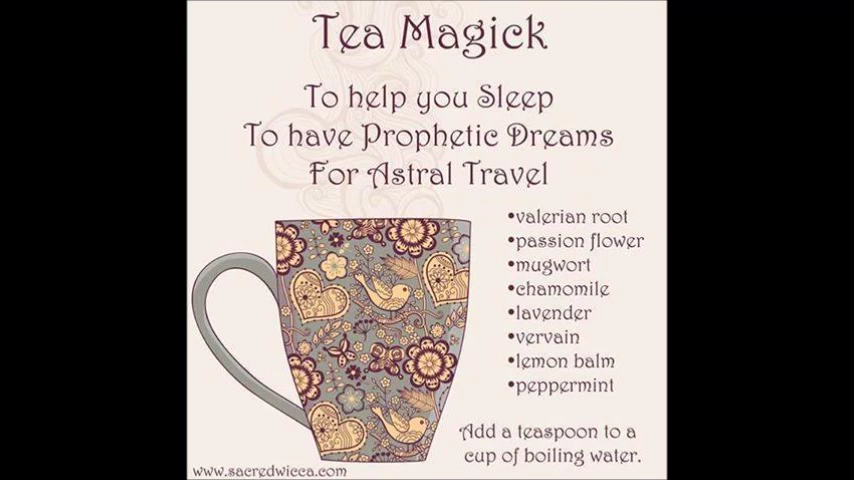 Tea Magick
To help you Sleep
To have Prophetic Dreams
For Astral Travel
•valerian root
•passion flower
•mugwort
•chamomile
•lavender
•vervain
•lemon balm
•peppermint
Add a teaspoon to a
cup of boiling water.
www.sacredwicca.com